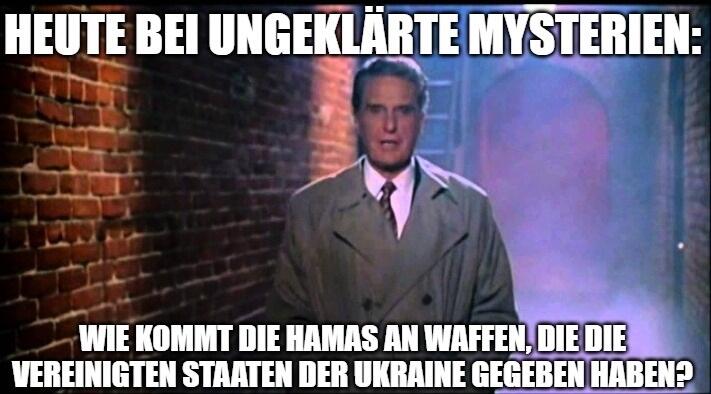 HEUTE BEI UNGEKLÄRTE MYSTERIEN:
WIE KOMMT DIE HAMAS AN WAFFEN, DIE DIE
VEREINIGTEN STAATEN DER UKRAINE GEGEBEN HABEN?